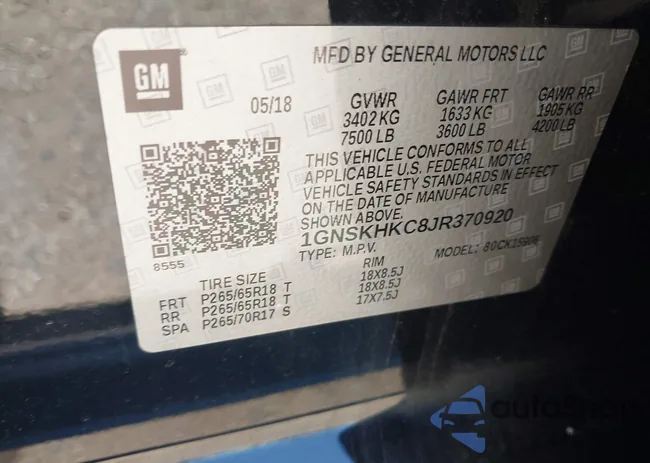 GM
MFD BY GENERAL MOTORS LLC
05/18
GVWR GAWR FRT GAWR RR
3402 KG 1633 KG 1905 KG
7500 LB 3600 LB 4200 LB
THIS VEHICLE CONFORMS TO ALL
APPLICABLE U.S. FEDERAL MOTOR
VEHICLE SAFETY STANDARDS IN EFFECT
ON THE DATE OF MANUFACTURE
SHOWN ABOVE.
1GNSKHKC8JR370920
TYPE: M.P.V. MODEL: 80CK15906
8555
TIRE SIZE RIM
FRT P265/65R18 T 18X8.5J
RR P265/65R18 T 18X8.5J
SPA P265/70R17 S 17X7.5J